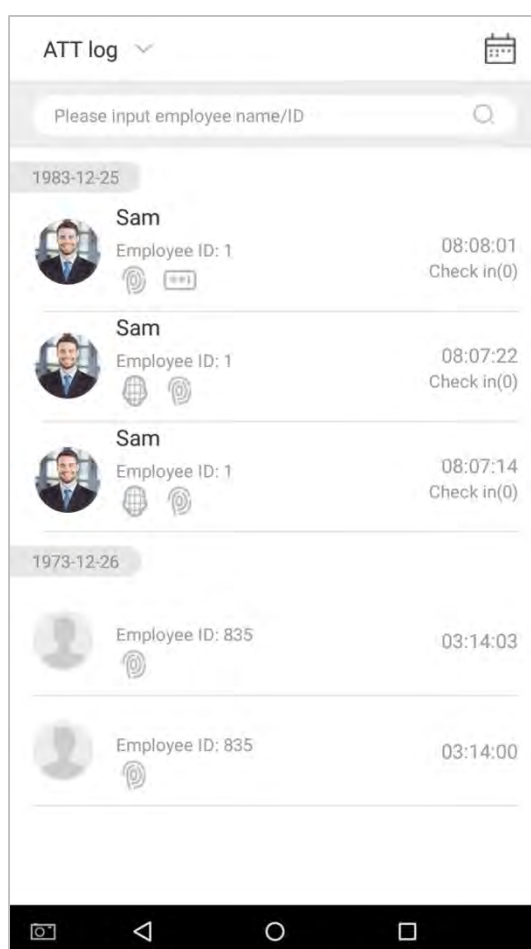 ATT log
Please input employee name/ID
1983-12-25
Sam
Employee ID: 1
08:08:01
Check in(0)
Sam
Employee ID: 1
08:07:22
Check in(0)
Sam
Employee ID: 1
08:07:14
Check in(0)
1973-12-26
Employee ID: 835
03:14:03
Employee ID: 835
03:14:00